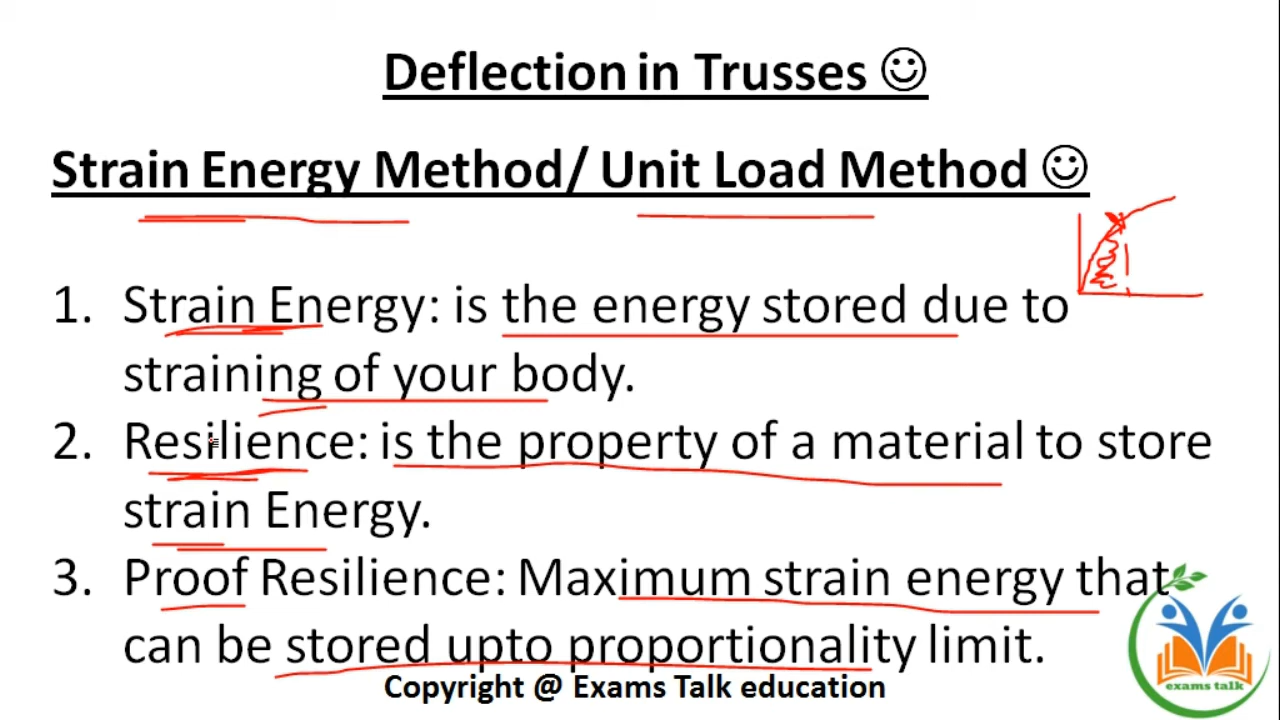 Deflection in Trusses ☺
Strain Energy Method/ Unit Load Method ☺
1. Strain Energy: is the energy stored due to
straining of your body.
2. Resilience: is the property of a material to store
strain Energy.
3. Proof Resilience: Maximum strain energy that
can be stored upto proportionality limit.
Copyright @ Exams Talk education
exams talk